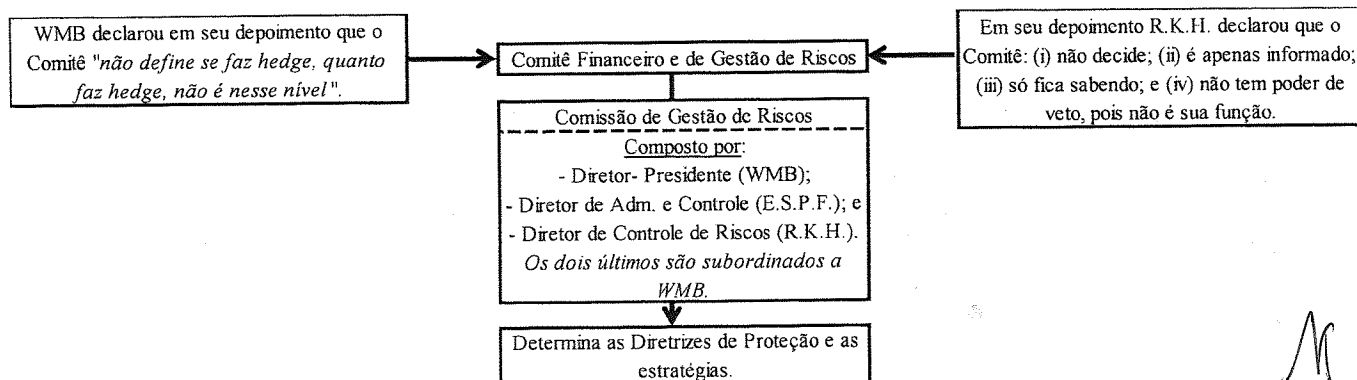 WMB declarou em seu depoimento que o
Comitê "não define se faz hedge, quanto
faz hedge, não é nesse nível".
Comitê Financeiro e de Gestão de Riscos
Em seu depoimento R.K.H. declarou que o
Comitê: (i) não decide; (ii) é apenas informado;
(iii) só fica sabendo; e (iv) não tem poder de
veto, pois não é sua função.
Comissão de Gestão de Riscos
Composto por:
- Diretor- Presidente (WMB);
- Diretor de Adm. e Controle (E.S.P.F.); e
- Diretor de Controle de Riscos (R.K.H.).
Os dois últimos são subordinados a
WMB.
Determina as Diretrizes de Proteção e as
estratégias.